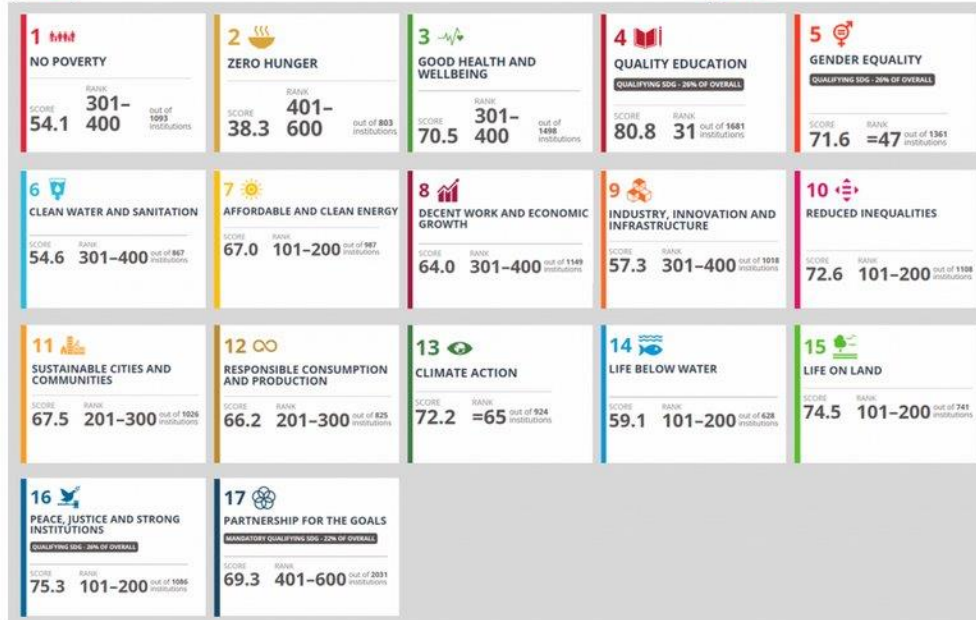 1
NO POVERTY
SCORE
54.1
RANK
301–
400
out of
1093
institutions
2
ZERO HUNGER
SCORE
38.3
RANK
401–
600
out of 803
institutions
3
GOOD HEALTH AND
WELLBEING
SCORE
70.5
RANK
301–
400
out of
1498
institutions
4
QUALITY EDUCATION
QUALIFYING SDG - 26% OF OVERALL
SCORE RANK
80.8 31 out of 1681
institutions
5
GENDER EQUALITY
QUALIFYING SDG - 26% OF OVERALL
SCORE RANK
71.6 =47 out of 1361
institutions
6
CLEAN WATER AND SANITATION
SCORE RANK
54.6 301–400 out of 867
institutions
7
AFFORDABLE AND CLEAN ENERGY
SCORE RANK
67.0 101–200 out of 987
institutions
8
DECENT WORK AND ECONOMIC
GROWTH
SCORE RANK
64.0 301–400 out of 1149
institutions
9
INDUSTRY, INNOVATION AND
INFRASTRUCTURE
SCORE RANK
57.3 301–400 out of 1018
institutions
10
REDUCED INEQUALITIES
SCORE RANK
72.6 101–200 out of 1108
institutions
11
SUSTAINABLE CITIES AND
COMMUNITIES
SCORE RANK
67.5 201–300 out of 1026
institutions
12
RESPONSIBLE CONSUMPTION
AND PRODUCTION
SCORE RANK
66.2 201–300 out of 825
institutions
13
CLIMATE ACTION
SCORE RANK
72.2 =65 out of 924
institutions
14
LIFE BELOW WATER
SCORE RANK
59.1 101–200 out of 628
institutions
15
LIFE ON LAND
SCORE RANK
74.5 101–200 out of 741
institutions
16
PEACE, JUSTICE AND STRONG
INSTITUTIONS
QUALIFYING SDG - 26% OF OVERALL
SCORE RANK
75.3 101–200 out of 1086
institutions
17
PARTNERSHIP FOR THE GOALS
MANDATORY QUALIFYING SDG - 22% OF OVERALL
SCORE RANK
69.3 401–600 out of 2031
institutions